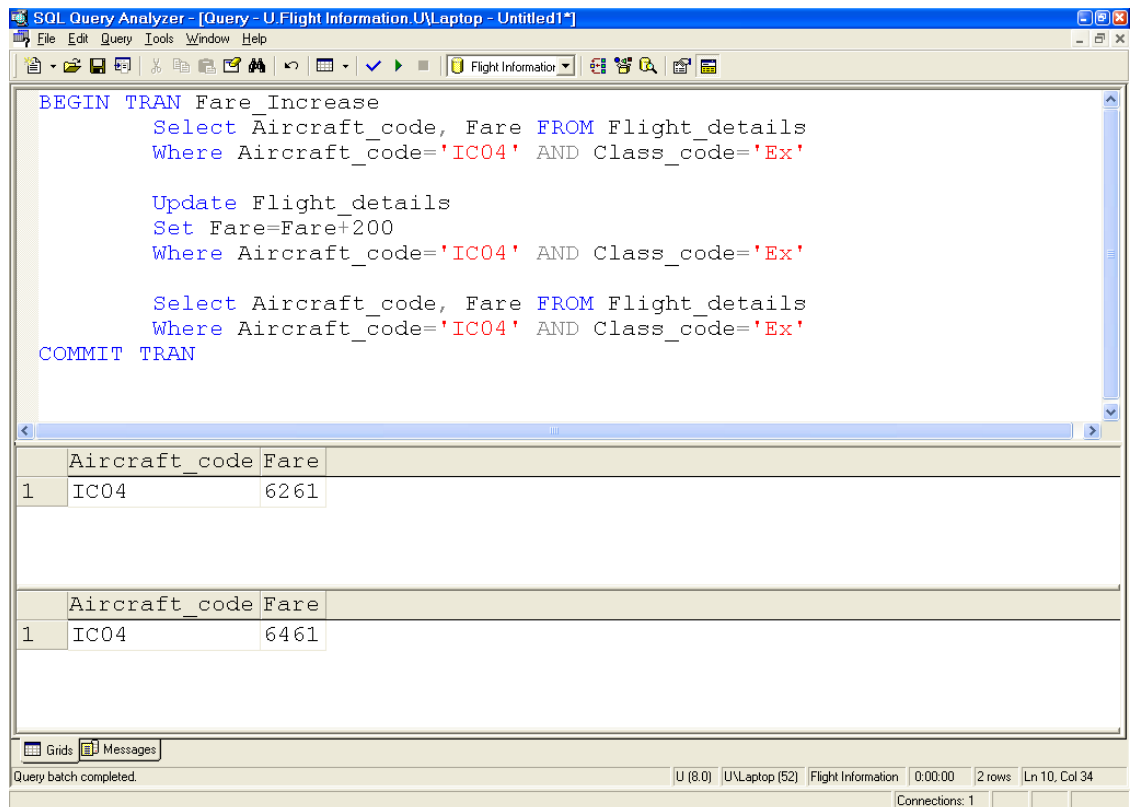 SQL Query Analyzer - [Query - U.Flight Information.U\Laptop - Untitled1*]
File Edit Query Tools Window Help
Flight Information
BEGIN TRAN Fare_Increase
Select Aircraft_code, Fare FROM Flight_details
Where Aircraft_code='IC04' AND Class_code='Ex'
Update Flight_details
Set Fare=Fare+200
Where Aircraft_code='IC04' AND Class_code='Ex'
Select Aircraft_code, Fare FROM Flight_details
Where Aircraft_code='IC04' AND Class_code='Ex'
COMMIT TRAN
Aircraft_code Fare
1 IC04 6261
Aircraft_code Fare
1 IC04 6461
Grids Messages
Query batch completed. U (8.0) U\Laptop (52) Flight Information 0:00:00 2 rows Ln 10, Col 34
Connections: 1